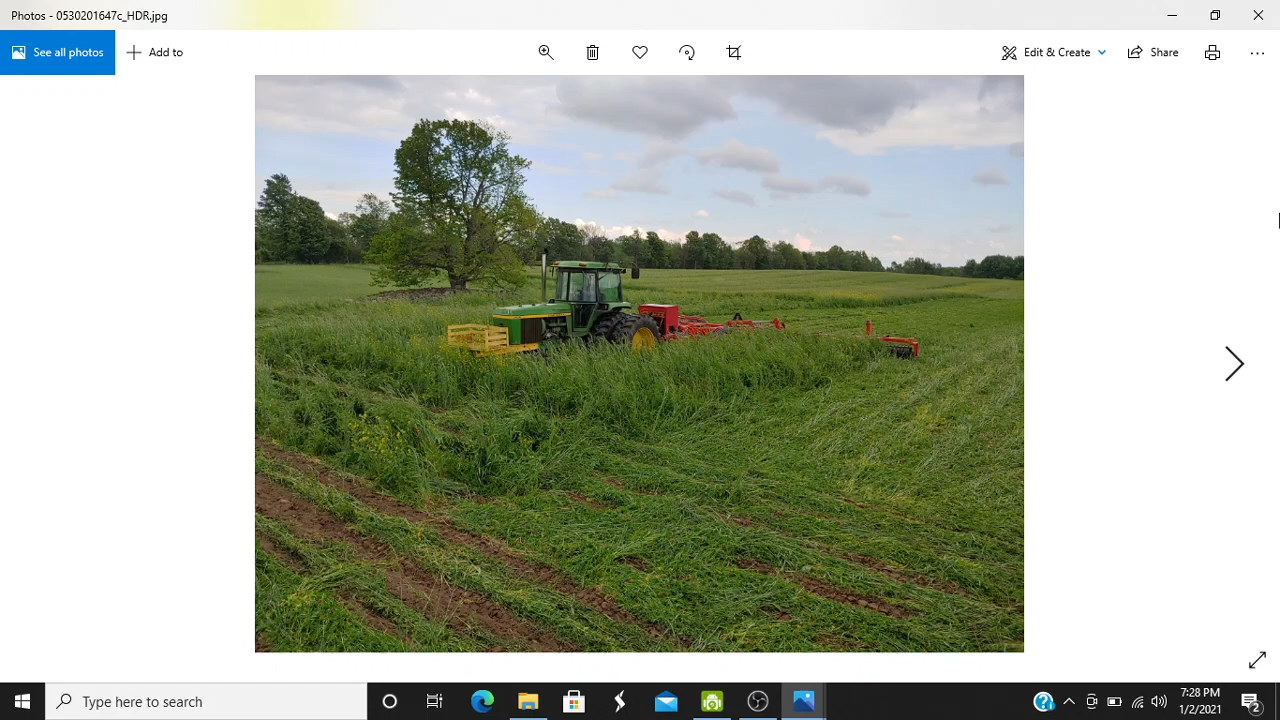 Photos - 0530201647c_HDR.jpg
See all photos
Add to
Edit & Create
Share
Type here to search
7:28 PM
1/2/2021
2